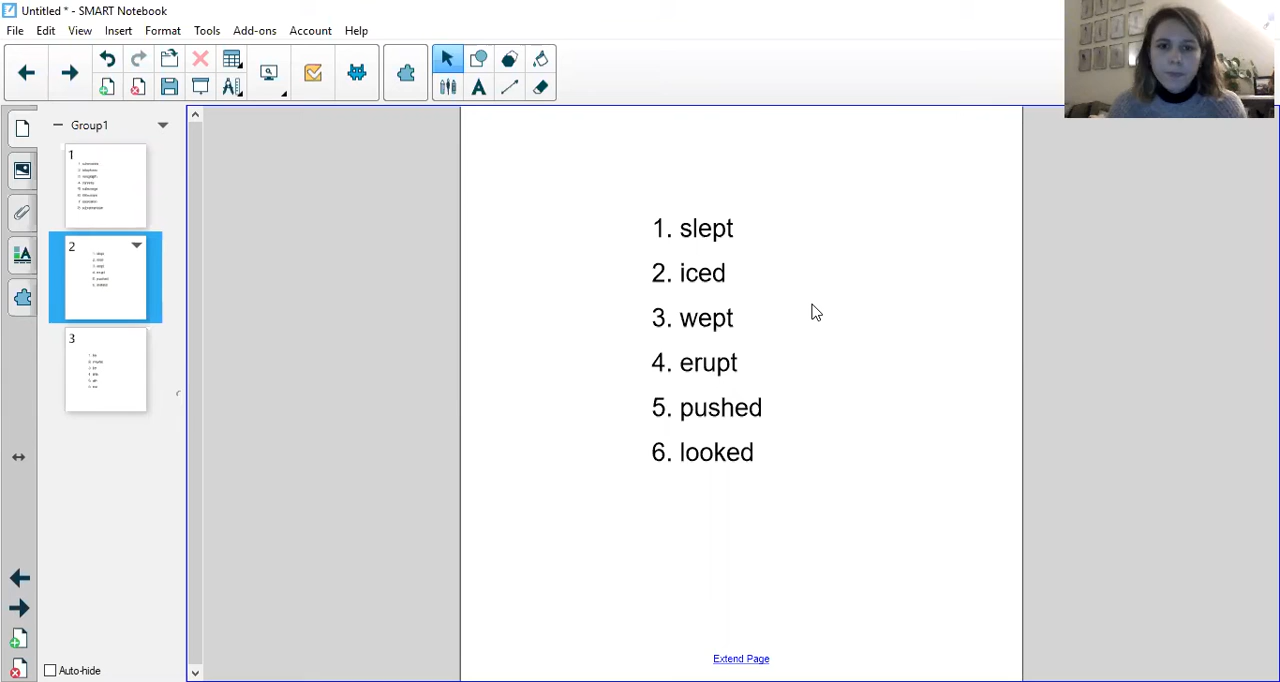 Untitled * - SMART Notebook
File Edit View Insert Format Tools Add-ons Account Help
Group1
1
2
3
1. slept
2. iced
3. wept
4. erupt
5. pushed
6. looked
Extend Page
Auto-hide